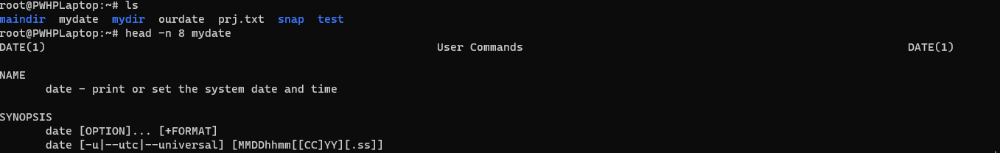 root@PWHPLaptop:~# ls
maindir  mydate  mydir  ourdate  prj.txt  snap  test
root@PWHPLaptop:~# head -n 8 mydate
DATE(1)                                                            User Commands                                                           DATE(1)
NAME
       date - print or set the system date and time
SYNOPSIS
       date [OPTION]... [+FORMAT]
       date [-u|--utc|--universal] [MMDDhhmm[[CC]YY][.ss]]